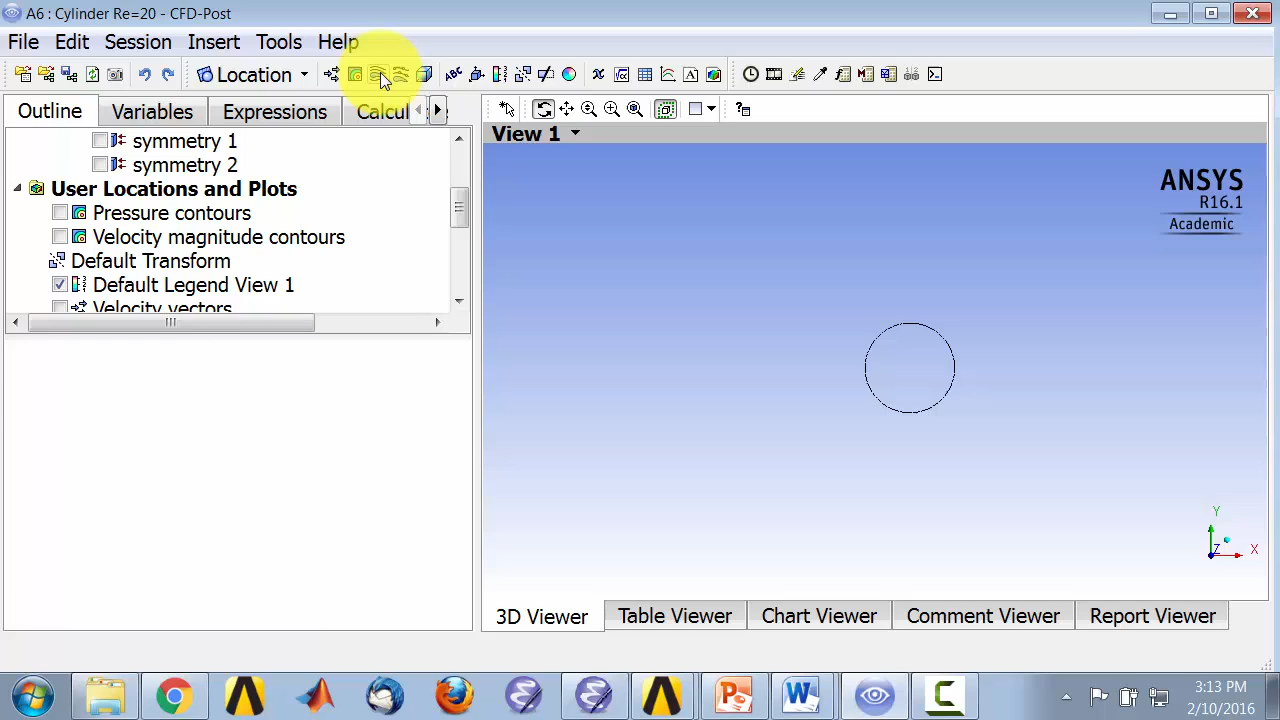 A6 : Cylinder Re=20 - CFD-Post
File Edit Session Insert Tools Help
Location
Outline Variables Expressions Calcul
symmetry 1
symmetry 2
User Locations and Plots
Pressure contours
Velocity magnitude contours
Default Transform
Default Legend View 1
Velocity vectors
View 1
ANSYS
R16.1
Academic
Y
Z X
3D Viewer Table Viewer Chart Viewer Comment Viewer Report Viewer
3:13 PM
2/10/2016